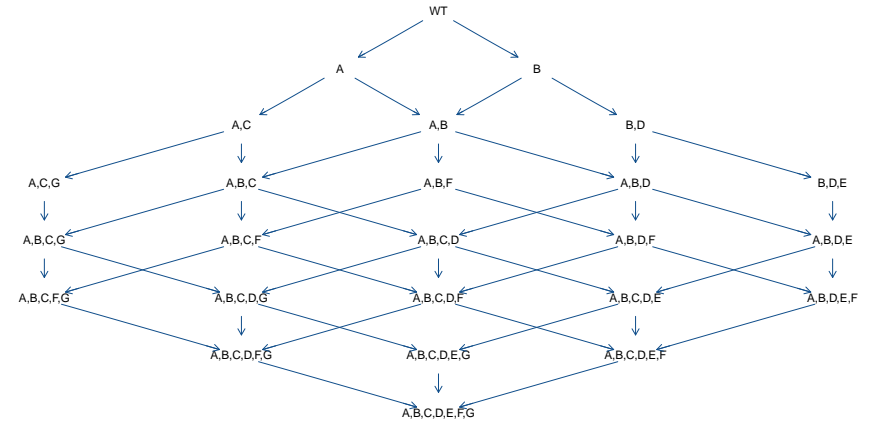 WT
A
B
A,C
A,B
B,D
A,C,G
A,B,C
A,B,F
A,B,D
B,D,E
A,B,C,G
A,B,C,F
A,B,C,D
A,B,D,F
A,B,D,E
A,B,C,F,G
A,B,C,D,G
A,B,C,D,F
A,B,C,D,E
A,B,D,E,F
A,B,C,D,F,G
A,B,C,D,E,G
A,B,C,D,E,F
A,B,C,D,E,F,G